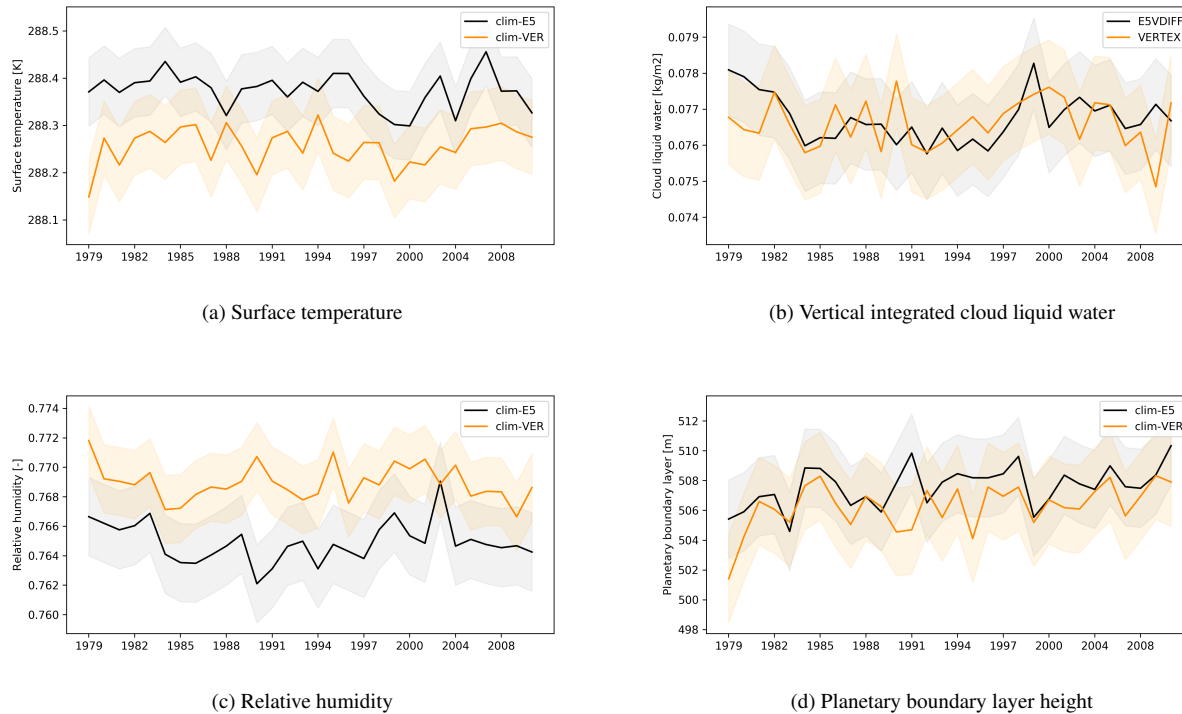 288.5
288.4
288.3
288.2
288.1
Surface temperature [K]
clim-E5
clim-VER
1979 1982 1985 1988 1991 1994 1997 2000 2004 2008
(a) Surface temperature
0.079
0.078
0.077
0.076
0.075
0.074
Cloud liquid water [kg/m2]
E5VDIFF
VERTEX
1979 1982 1985 1988 1991 1994 1997 2000 2004 2008
(b) Vertical integrated cloud liquid water
0.774
0.772
0.770
0.768
0.766
0.764
0.762
0.760
Relative humidity [-]
clim-E5
clim-VER
1979 1982 1985 1988 1991 1994 1997 2000 2004 2008
(c) Relative humidity
512
510
508
506
504
502
500
498
Planetary boundary layer [m]
clim-E5
clim-VER
1979 1982 1985 1988 1991 1994 1997 2000 2004 2008
(d) Planetary boundary layer height